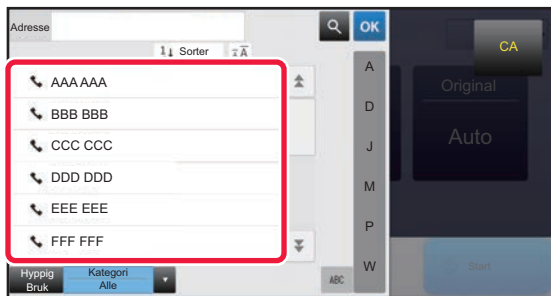 Adresse
OK
CA
Sorter
A
AAA AAA
Original
BBB BBB
D
Auto
CCC CCC
J
DDD DDD
M
EEE EEE
P
FFF FFF
W
Hyppig
Bruk
Kategori
Alle
ABC
Start